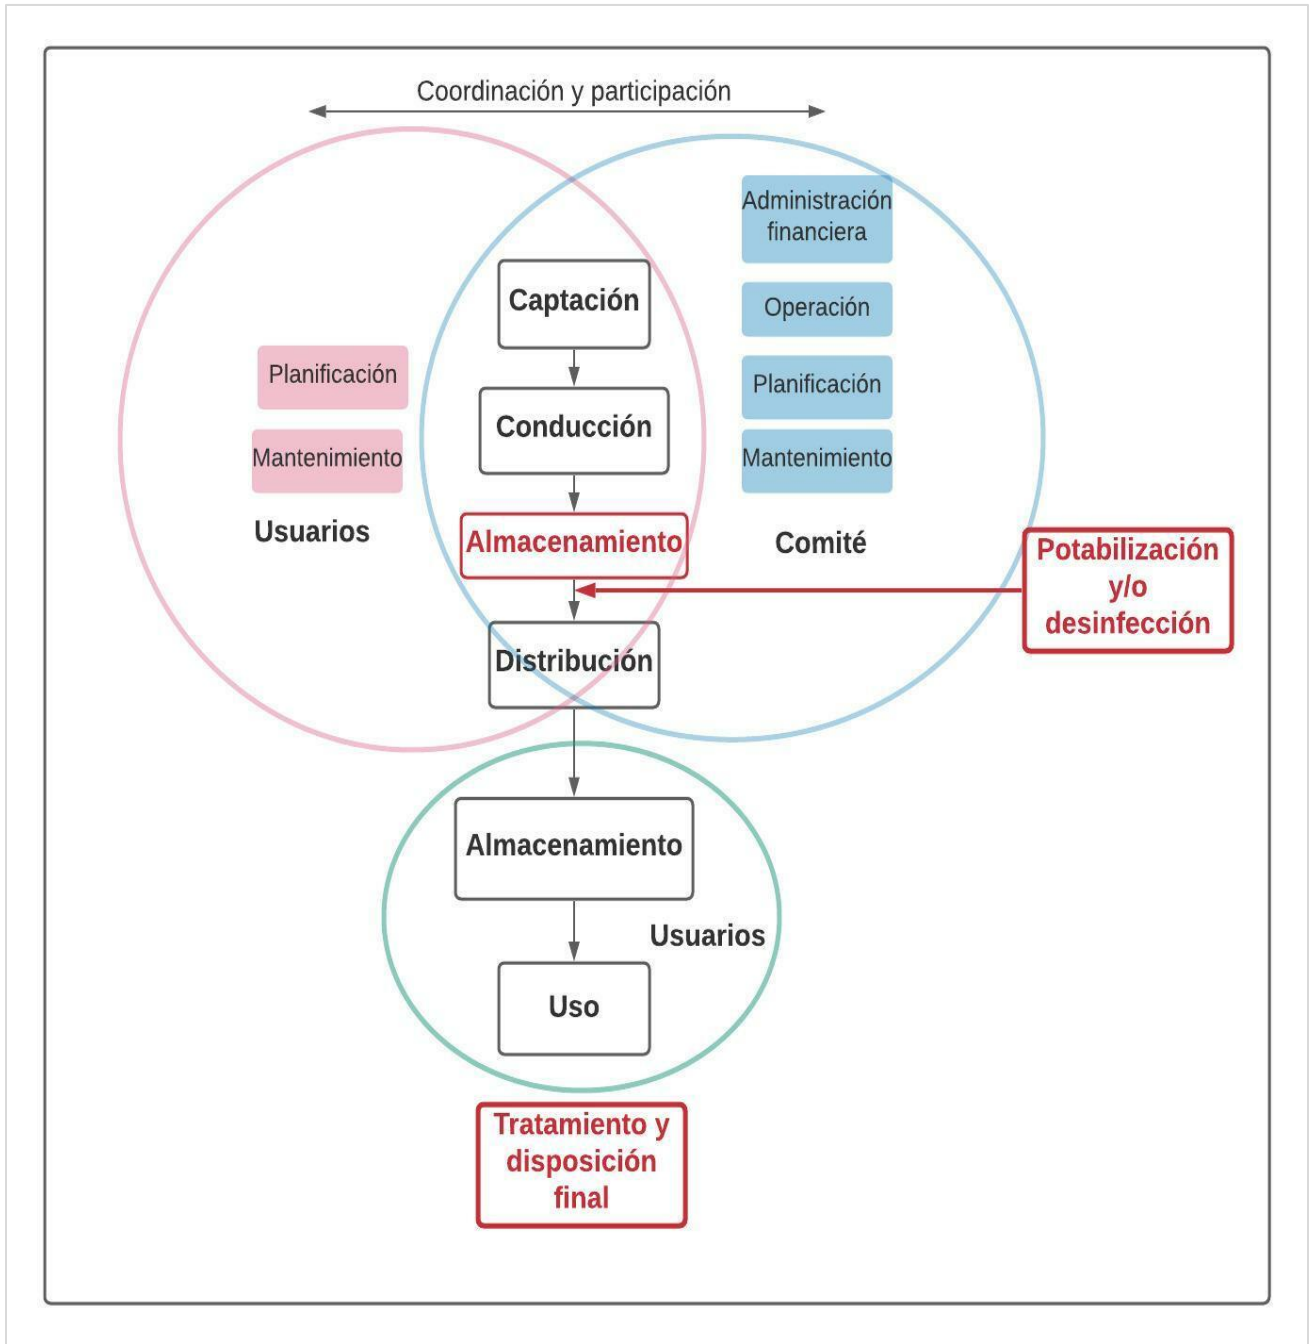 Coordinación y participación
Administración
financiera
Captación
Operación
Planificación
Planificación
Conducción
Mantenimiento
Mantenimiento
Usuarios
Almacenamiento
Comité
Potabilización
y/o
desinfección
Distribución
Almacenamiento
Usuarios
Uso
Tratamiento y
disposición
final